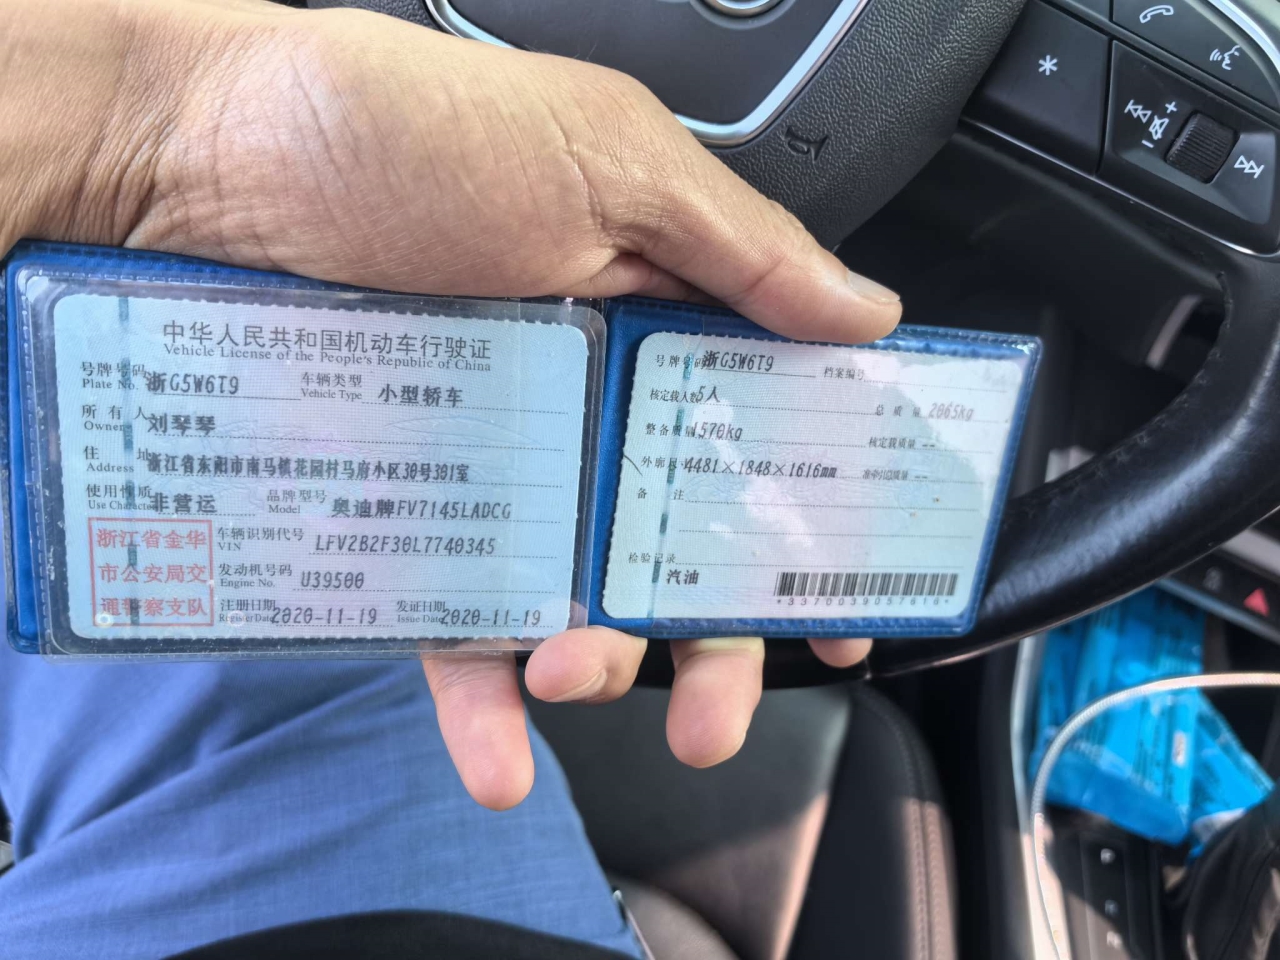 中华人民共和国机动车行驶证
Vehicle License of the People's Republic of China
号牌号码 浙G5W6T9 车辆类型 小型轿车
Plate No. Vehicle Type
所有人 刘琴琴
Owner
住址 浙江省东阳市南马镇花园村马府小区30号301室
Address
使用性质 非营运 品牌型号 奥迪牌FV7145LADCG
Use Character Model
浙江省金华
市公安局交
通警察支队
车辆识别代号 LFV2B2F30L7740345
VIN
发动机号码 U39500
Engine No.
注册日期 2020-11-19 发证日期 2020-11-19
Register Date Issue Date
号牌号码 浙G5W6T9 档案编号
核定载人数 5人 总质量 2065kg
整备质量 1570kg 核定载质量 --
外廓尺寸 4481×1848×1616mm 准牵引总质量 --
备注
检验记录
汽油
*3370039057619*